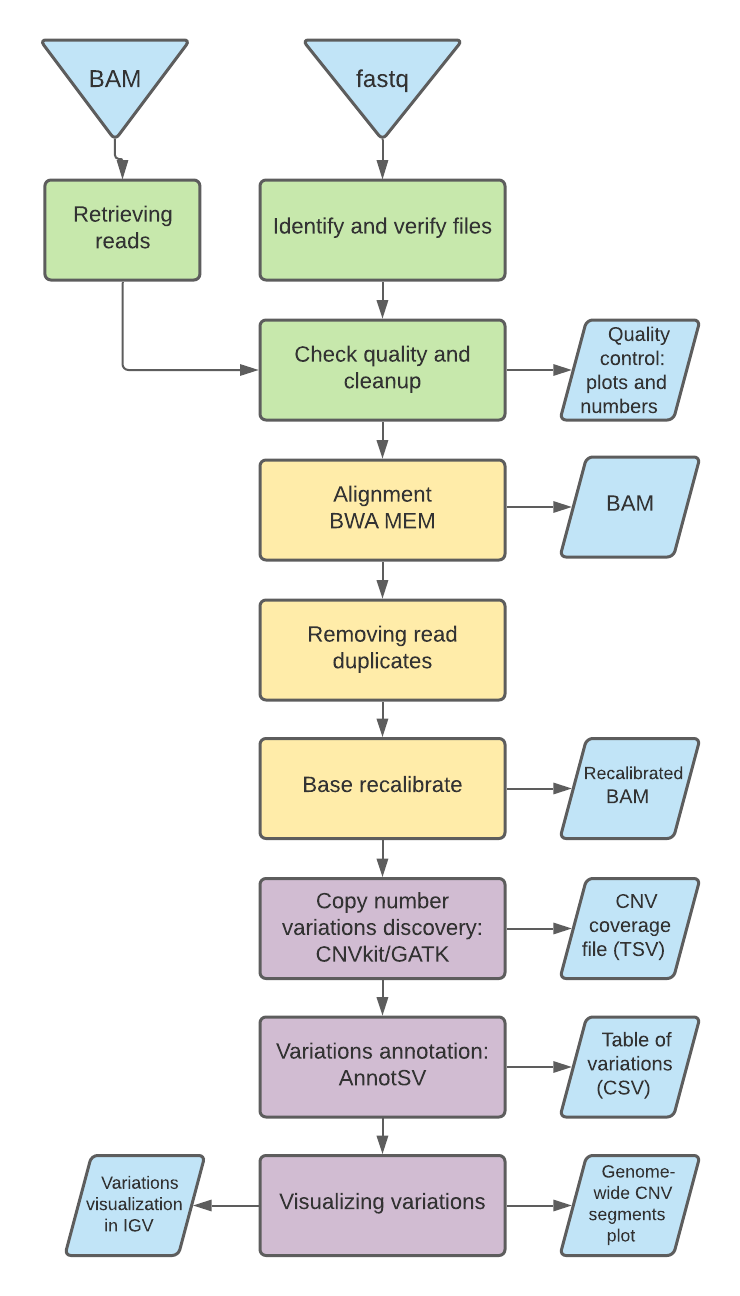 BAM
fastq
Retrieving
reads
Identify and verify files
Check quality and
cleanup
Quality
control:
plots and
numbers
Alignment
BWA MEM
BAM
Removing read
duplicates
Base recalibrate
Recalibrated
BAM
Copy number
variations discovery:
CNVkit/GATK
CNV
coverage
file (TSV)
Variations annotation:
AnnotSV
Table of
variations
(CSV)
Variations
visualization
in IGV
Visualizing variations
Genome-
wide CNV
segments
plot